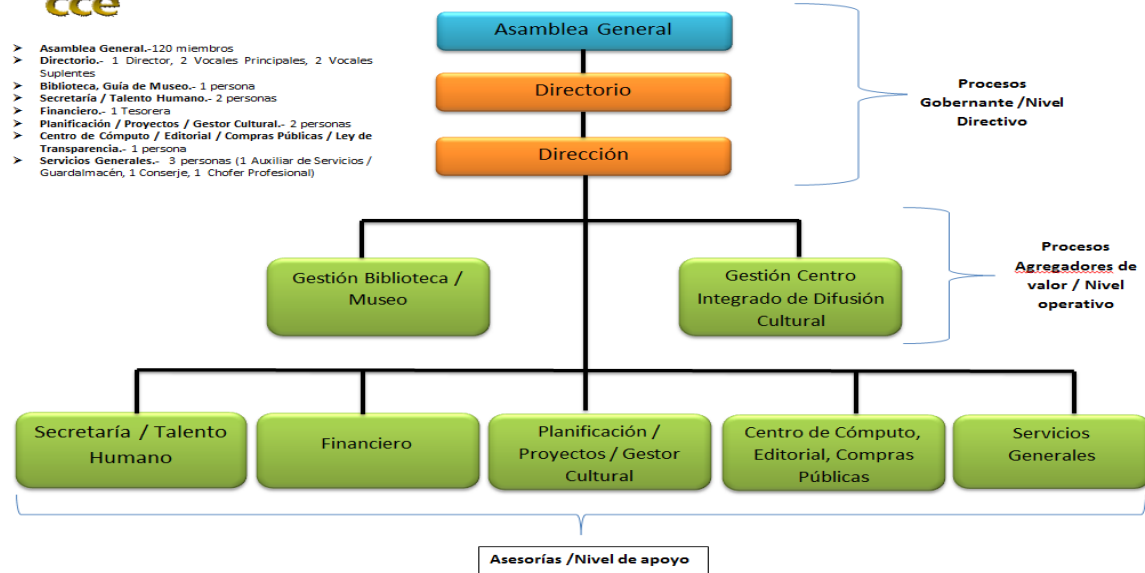 cce
Asamblea General.-120 miembros
Directorio.- 1 Director, 2 Vocales Principales, 2 Vocales
Suplentes
Biblioteca, Guía de Museo.- 1 persona
Secretaría / Talento Humano.- 2 personas
Financiero.- 1 Tesorera
Planificación / Proyectos / Gestor Cultural.- 2 personas
Centro de Cómputo / Editorial / Compras Públicas / Ley de
Transparencia.- 1 persona
Servicios Generales.- 3 personas (1 Auxiliar de Servicios /
Guardalmacén, 1 Conserje, 1 Chofer Profesional)
Asamblea General
Directorio
Dirección
Procesos
Gobernante /Nivel
Directivo
Gestión Biblioteca /
Museo
Gestión Centro
Integrado de Difusión
Cultural
Procesos
Agregadores de
valor / Nivel
operativo
Secretaría / Talento
Humano
Financiero
Planificación /
Proyectos / Gestor
Cultural
Centro de Cómputo,
Editorial, Compras
Públicas
Servicios
Generales
Asesorías /Nivel de apoyo